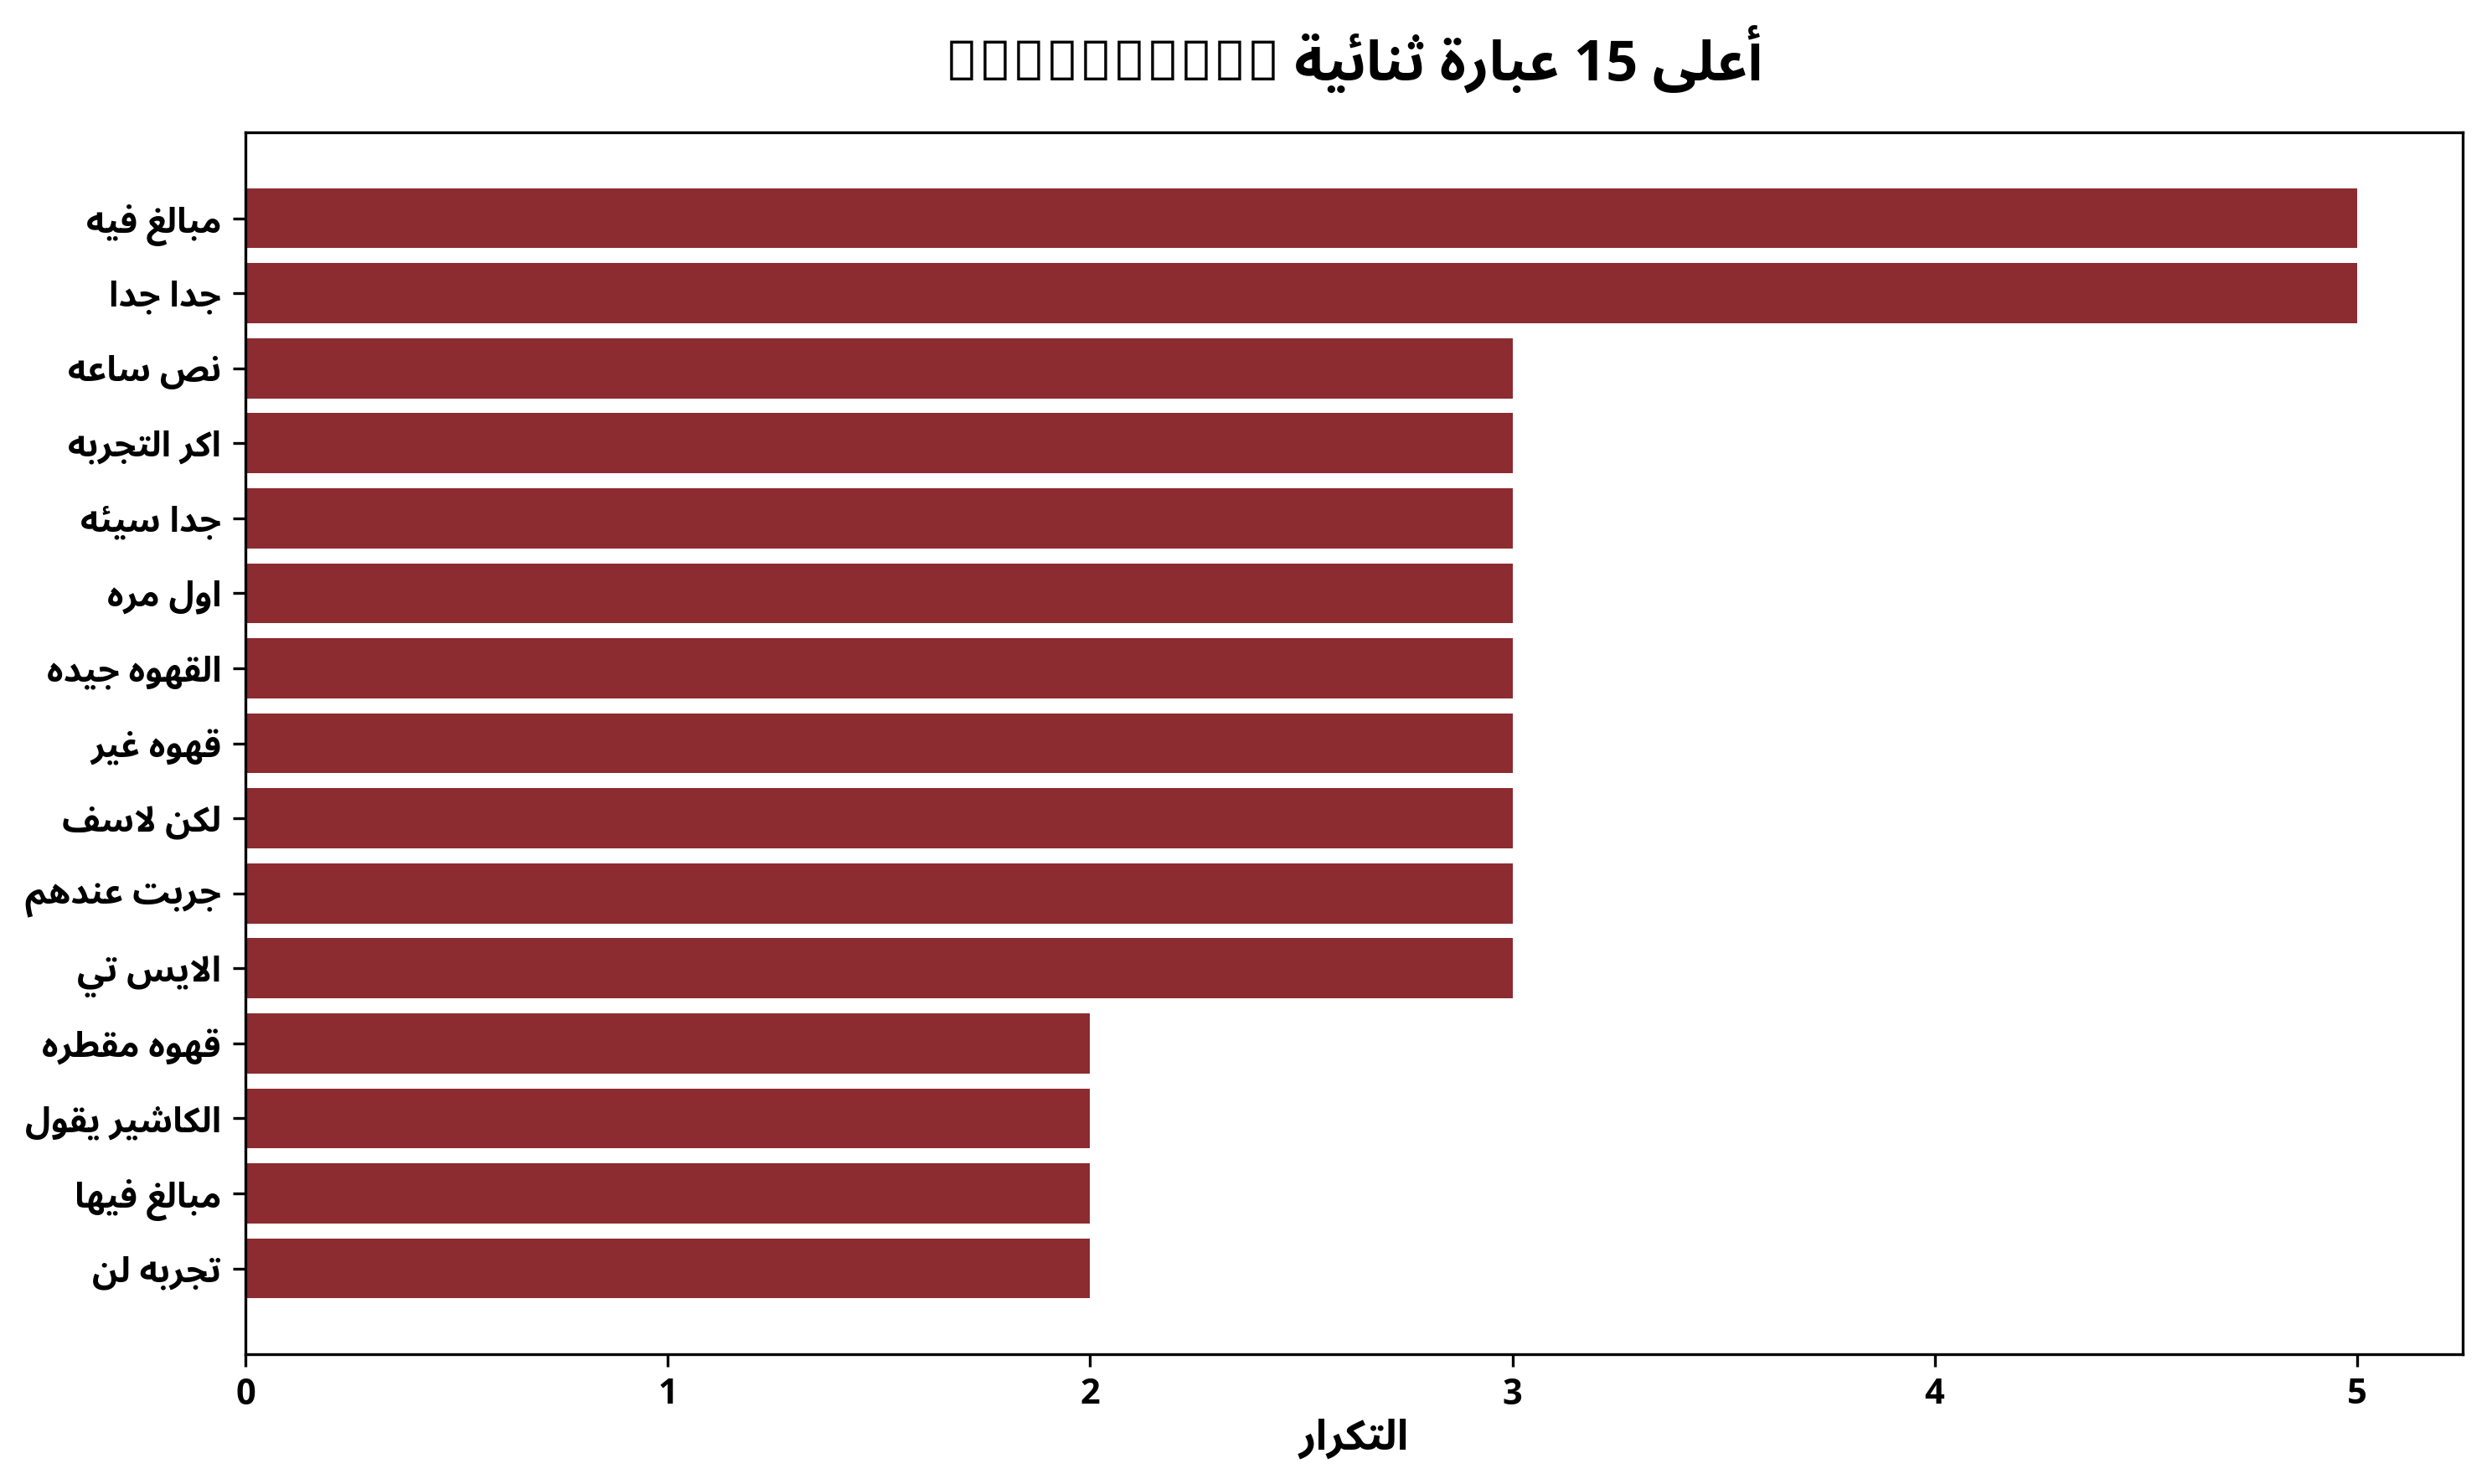 أعلى 15 عبارة ثنائية
مبالغ فيه
جدا جدا
نص ساعه
اكر التجربه
جدا سيئه
اول مره
القهوه جيده
قهوه غير
لكن لاسف
جربت عندهم
الايس تي
قهوه مقطره
الكاشير يقول
مبالغ فيها
تجربه لن
0 1 2 3 4 5
التكرار